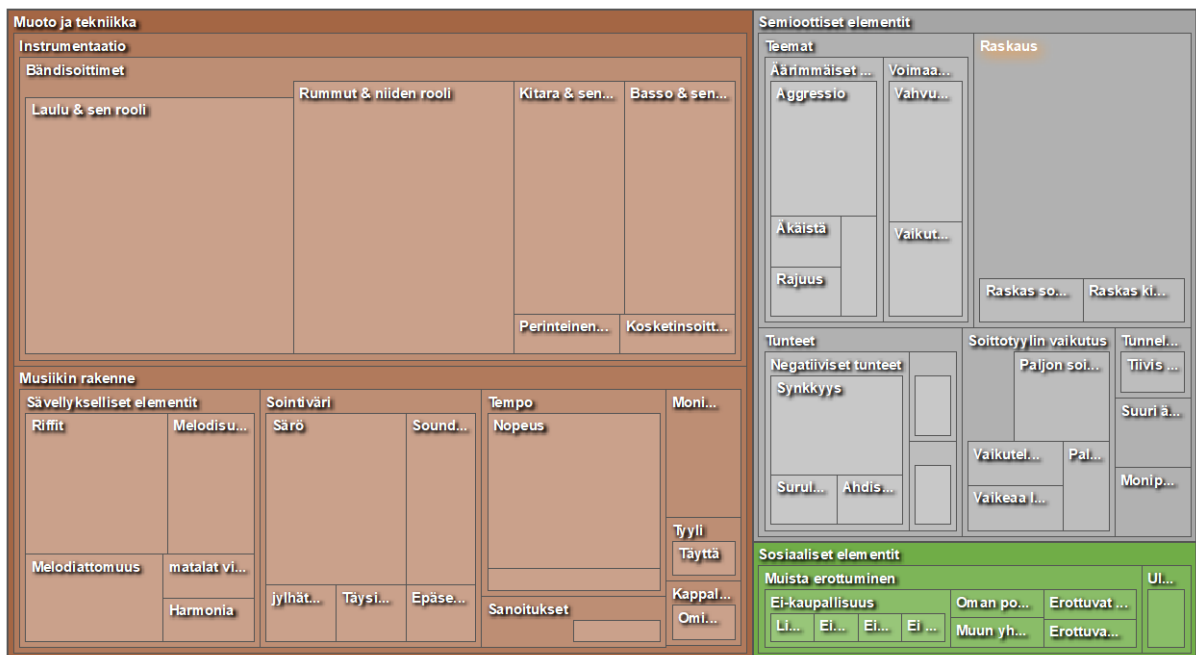 Muoto ja tekniikka
Instrumentaatio
Bändisoittimet
Laulu & sen rooli
Rummut & niiden rooli
Kitara & sen...
Basso & sen...
Perinteinen...
Kosketinsoitt...
Musiikin rakenne
Sävellykselliset elementit
Riffit
Melodisu...
Melodiattomuus
matalat vi...
Harmonia
Sointiväri
Särö
Sound...
jylhät...
Täysi...
Epäse...
Tempo
Nopeus
Sanoitukset
Moni...
Tyyli
Täyttä
Kappal...
Omi...
Semioottiset elementit
Teemat
Äärimmäiset ...
Aggressio
Äkäistä
Rajuus
Voimaa...
Vahvu...
Vaikut...
Raskaus
Raskas so...
Raskas ki...
Tunteet
Negatiiviset tunteet
Synkkyys
Surul...
Ahdis...
Soittotyylin vaikutus
Paljon soi...
Vaikutel...
Pal...
Vaikeaa l...
Tunnel...
Tiivis ...
Suuri ä...
Monip...
Sosiaaliset elementit
Muista erottuminen
Ei-kaupallisuus
Li...
Ei...
Ei...
Ei ...
Oman po...
Muun yh...
Erottuvat ...
Erottuva...
Ul...